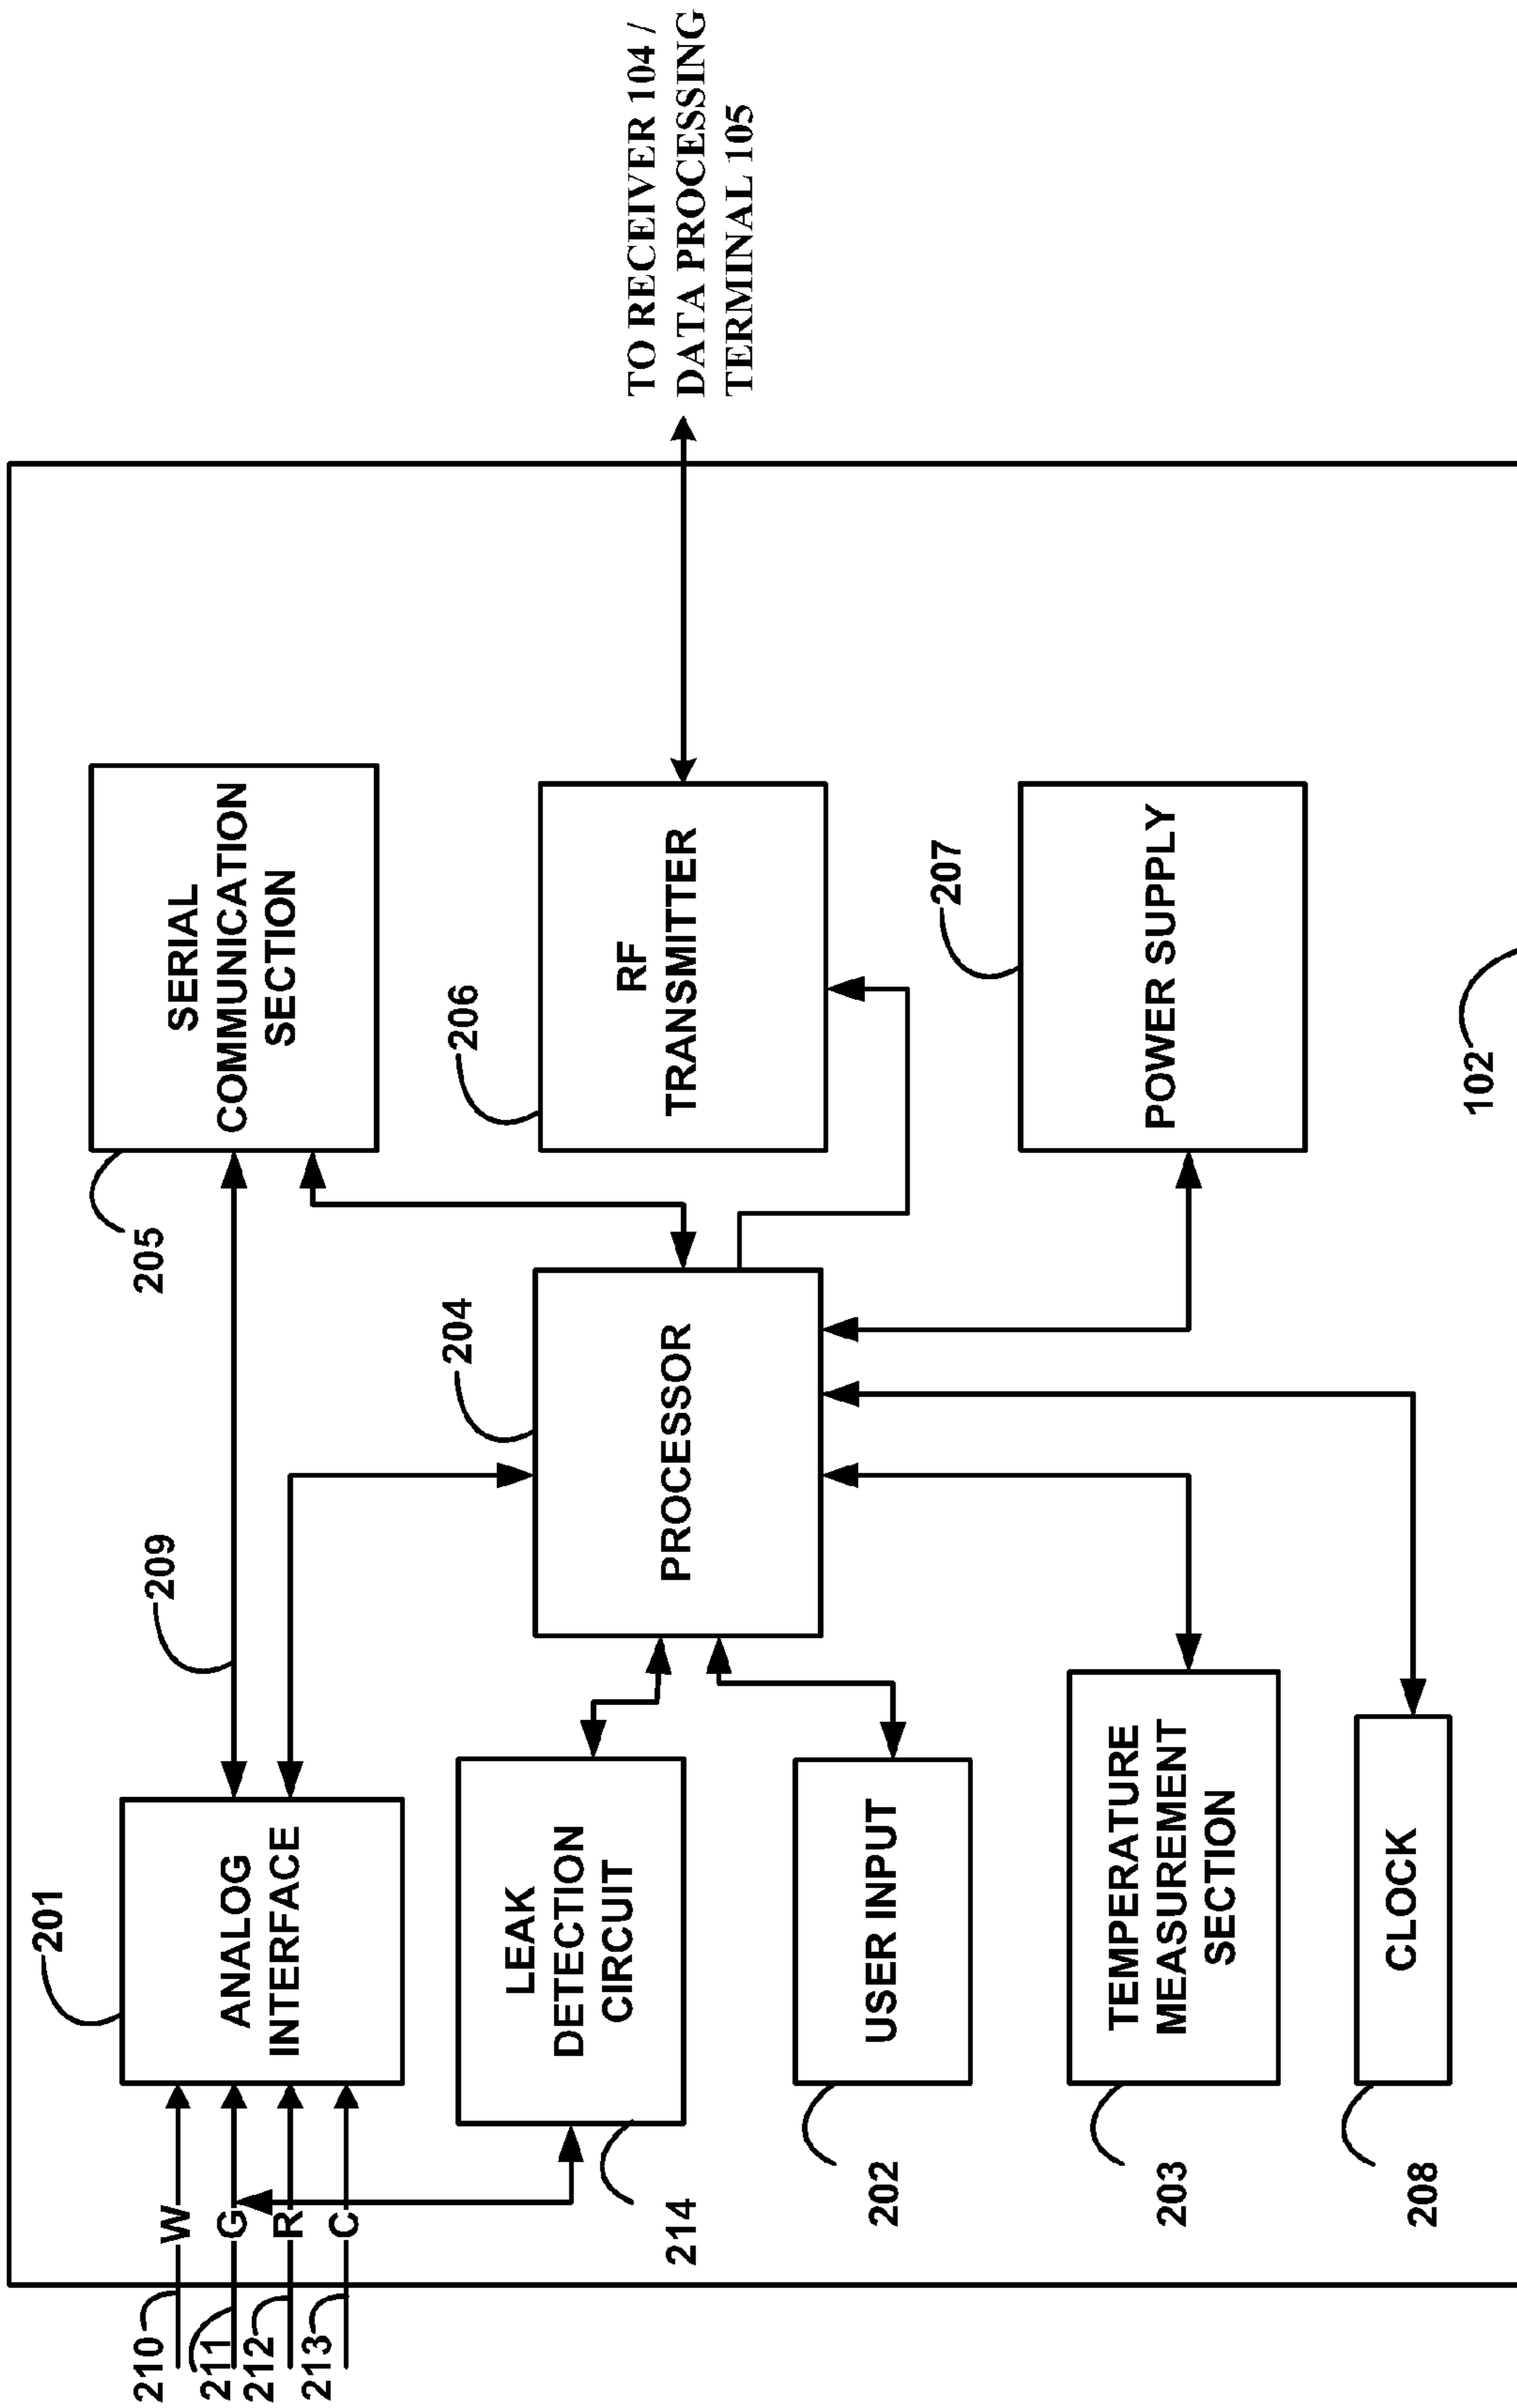 210
W
211
G
212
R
213
C
201
ANALOG
INTERFACE
209
205
SERIAL
COMMUNICATION
SECTION
214
LEAK
DETECTION
CIRCUIT
204
PROCESSOR
206
RF
TRANSMITTER
TO RECEIVER 104 /
DATA PROCESSING
TERMINAL 105
202
USER INPUT
203
TEMPERATURE
MEASUREMENT
SECTION
207
POWER SUPPLY
208
CLOCK
102